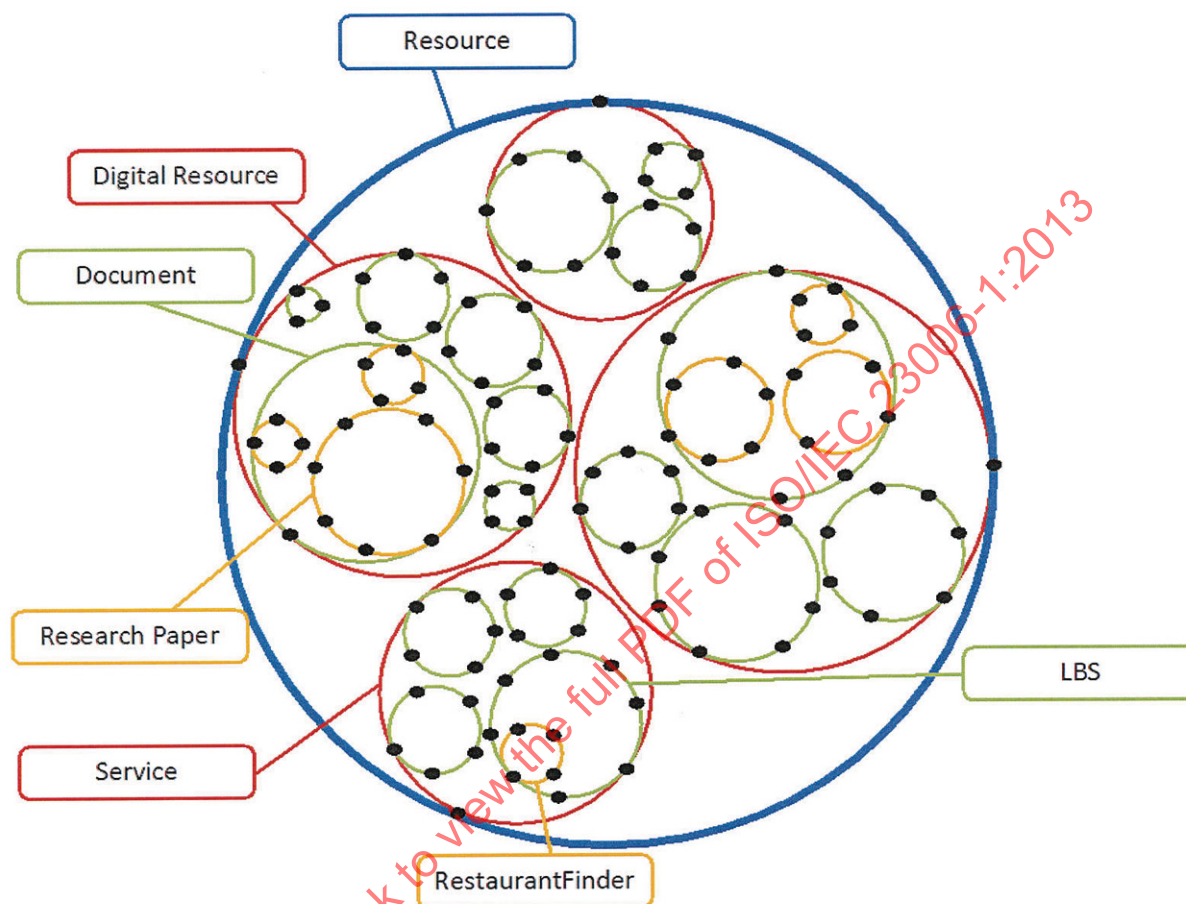 Resource
Digital Resource
Document
Research Paper
LBS
Service
RestaurantFinder
k to view the full PDF of ISO/IEC 23006-1:2013